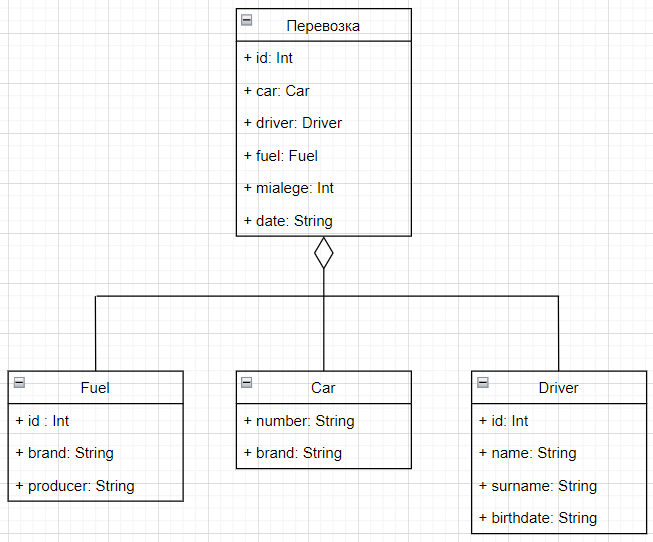 Перевозка
+ id: Int
+ car: Car
+ driver: Driver
+ fuel: Fuel
+ mialege: Int
+ date: String
Fuel
+ id : Int
+ brand: String
+ producer: String
Car
+ number: String
+ brand: String
Driver
+ id: Int
+ name: String
+ surname: String
+ birthdate: String